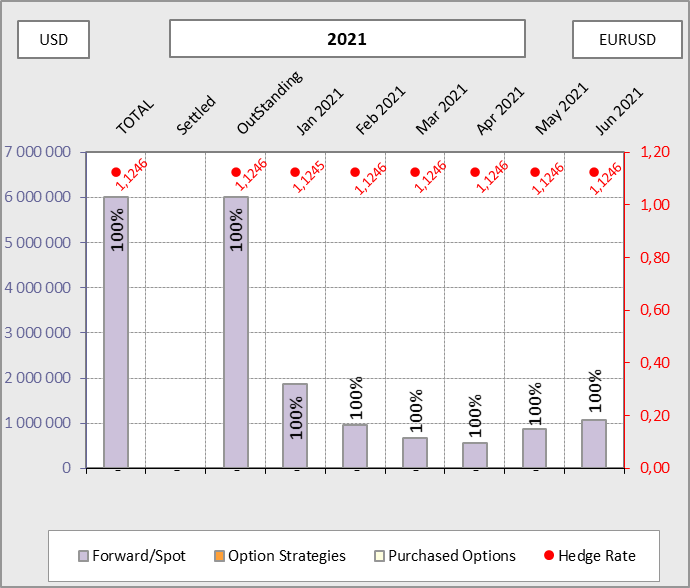 USD
2021
EURUSD
TOTAL
Settled
OutStanding
Jan 2021
Feb 2021
Mar 2021
Apr 2021
May 2021
Jun 2021
7 000 000
6 000 000
5 000 000
4 000 000
3 000 000
2 000 000
1 000 000
0
1,1246
1,1246
1,1245
1,1246
1,1246
1,1246
1,1246
1,1246
100%
100%
100%
100%
100%
100%
100%
100%
1,20
1,00
0,80
0,60
0,40
0,20
0,00
- - - - - - - - -
Forward/Spot Option Strategies Purchased Options Hedge Rate